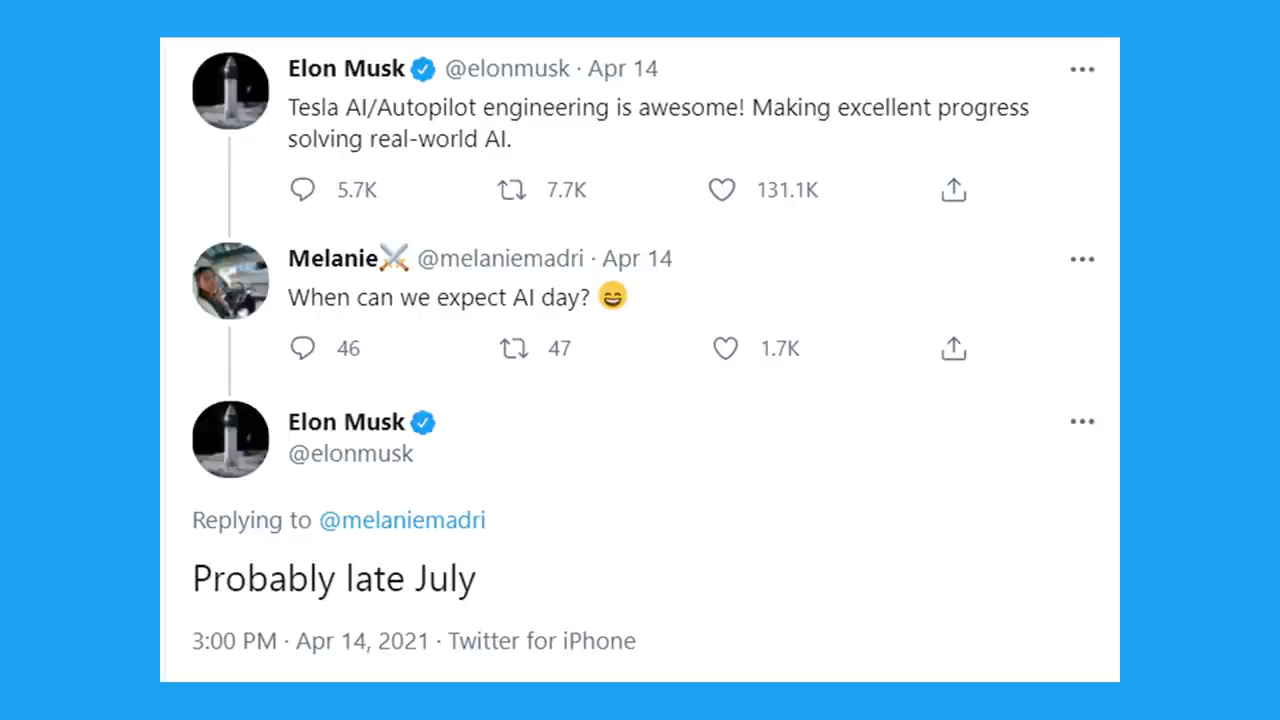 Elon Musk @elonmusk · Apr 14
Tesla AI/Autopilot engineering is awesome! Making excellent progress
solving real-world AI.
5.7K 7.7K 131.1K
Melanie⚔️ @melaniemadri · Apr 14
When can we expect AI day? 😄
46 47 1.7K
Elon Musk
@elonmusk
Replying to @melaniemadri
Probably late July
3:00 PM · Apr 14, 2021 · Twitter for iPhone